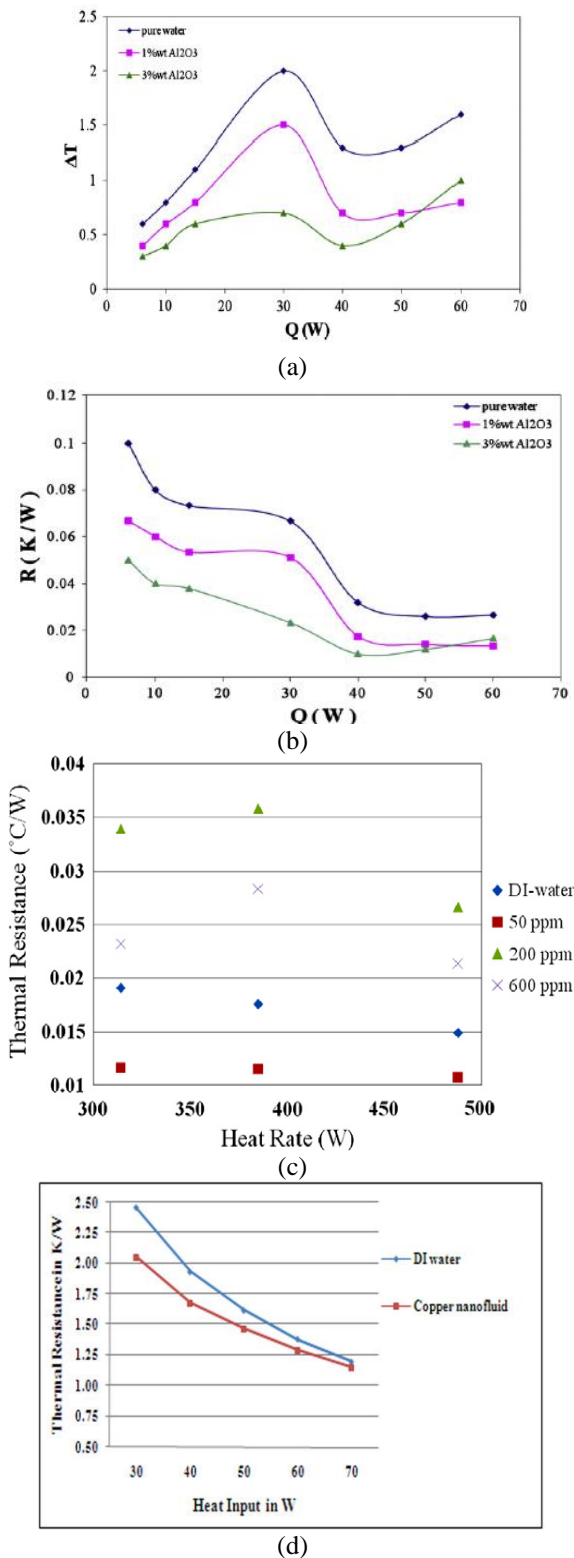 pure water
1%wt Al2O3
3%wt Al2O3
2.5
2
1.5
1
0.5
0
ΔT
0 10 20 30 40 50 60 70
Q (W)
(a)
0.12
0.1
0.08
0.06
0.04
0.02
0
R ( K / W )
pure water
1%wt Al2O3
3%wt Al2O3
0 10 20 30 40 50 60 70
Q ( W )
(b)
0.04
0.035
0.03
0.025
0.02
0.015
0.01
Thermal Resistance (˚C/W)
DI-water
50 ppm
200 ppm
600 ppm
300 350 400 450 500
Heat Rate (W)
(c)
2.50
2.25
2.00
1.75
1.50
1.25
1.00
0.75
0.50
Thermal Resistancein K/W
DI water
Copper nanofluid
30 40 50 60 70
Heat Input in W
(d)